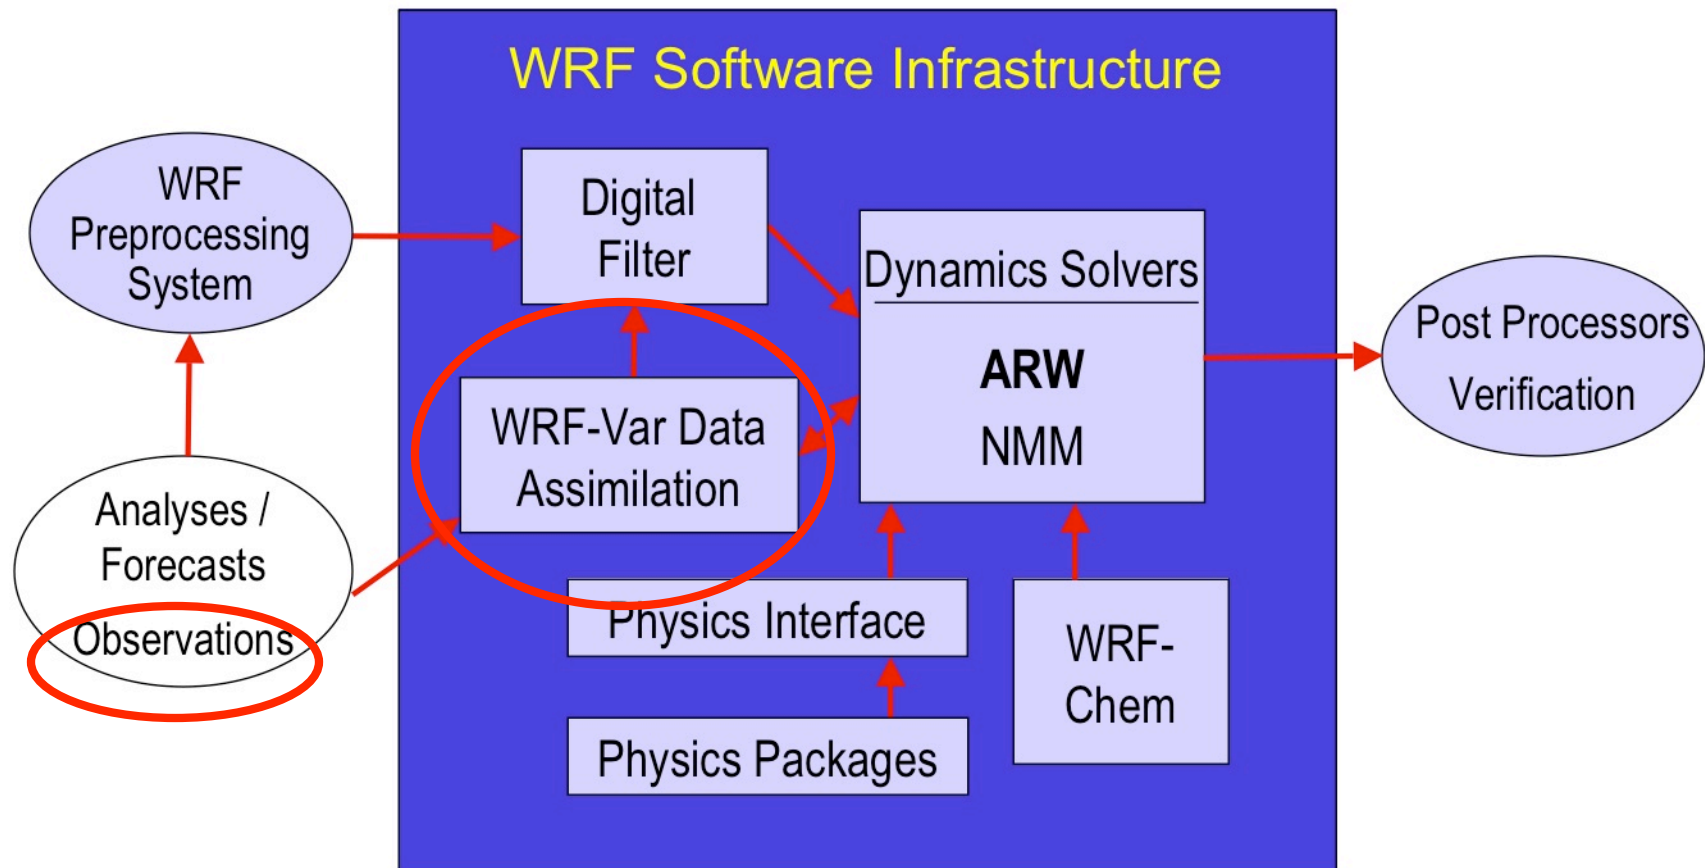 WRF Software Infrastructure
WRF
Preprocessing
System
Digital
Filter
Dynamics Solvers
ARW
NMM
Post Processors
Verification
WRF-Var Data
Assimilation
Analyses /
Forecasts
Observations
Physics Interface
WRF-
Chem
Physics Packages